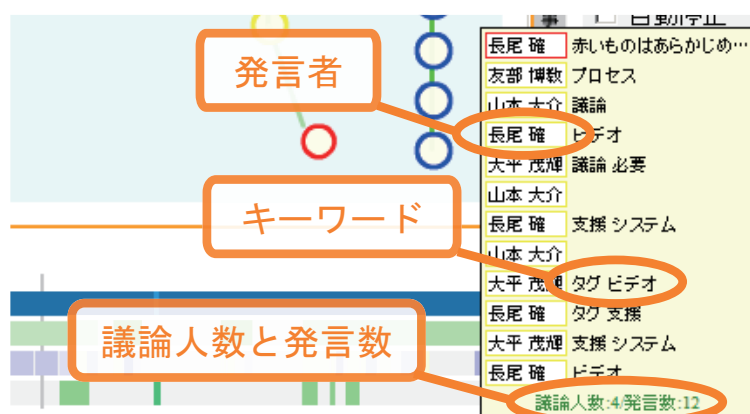 自動停止
発言者
キーワード
議論人数と発言数
長尾 確 赤いものはあらかじめ…
友部 博数 プロセス
山本 大介 議論
長尾 確 ビデオ
大平 茂輝 議論 必要
山本 大介
長尾 確 支援 システム
山本 大介
大平 茂輝 タグ ビデオ
長尾 確 タグ 支援
大平 茂輝 支援 システム
長尾 確 ビデオ
議論人数:4/発言数:12